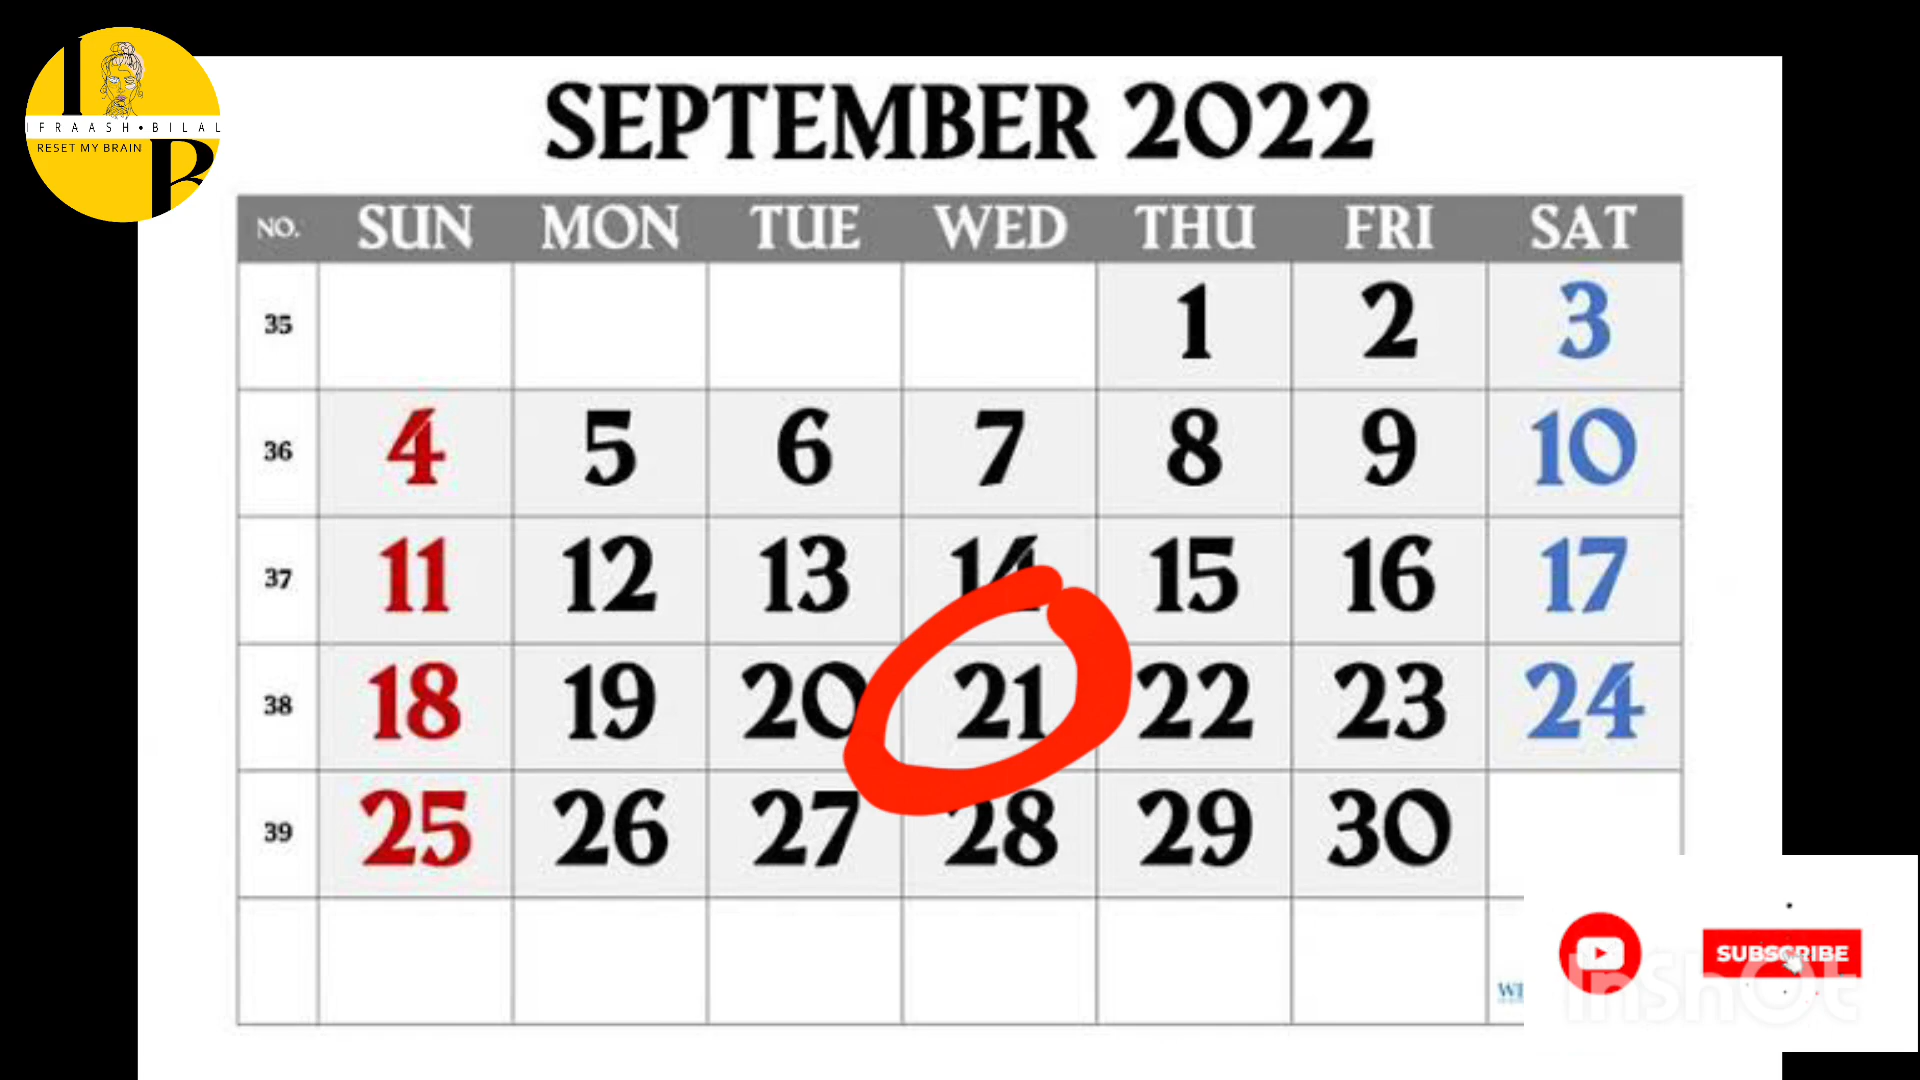 I
IFRAASH•BILAL
RESET MY BRAIN
B
SEPTEMBER 2022
NO. SUN MON TUE WED THU FRI SAT
35 1 2 3
36 4 5 6 7 8 9 10
37 11 12 13 14 15 16 17
38 18 19 20 21 22 23 24
39 25 26 27 28 29 30
SUBSCRIBE
InShOt